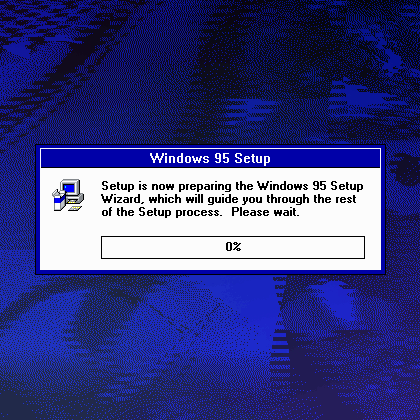 Windows 95 Setup
Setup is now preparing the Windows 95 Setup
Wizard, which will guide you through the rest
of the Setup process.  Please wait.
0%